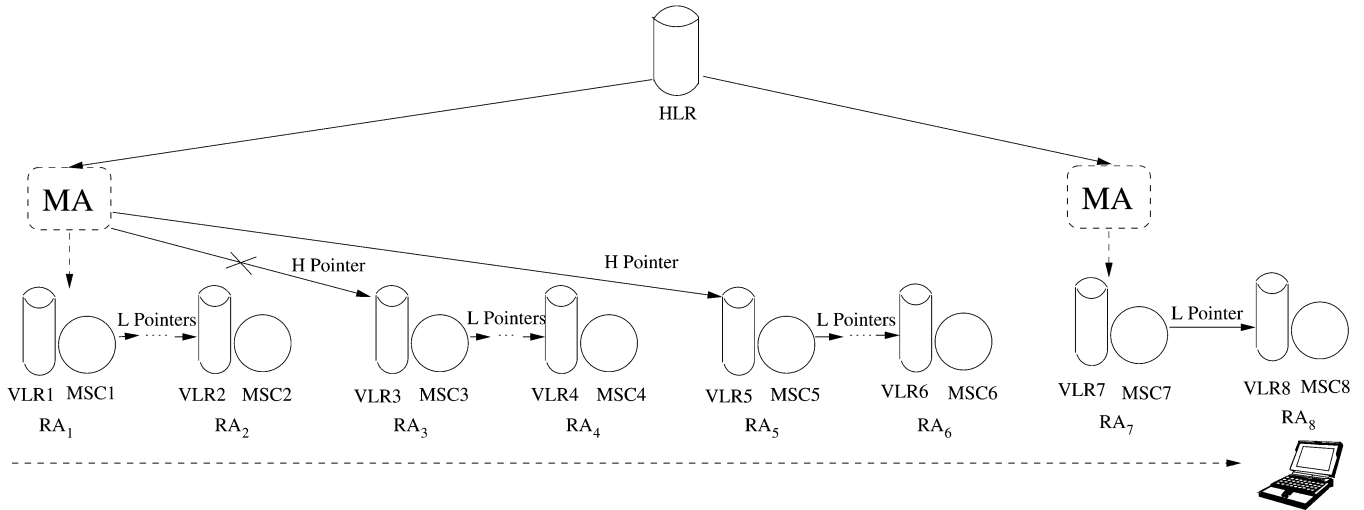 HLR
MA
MA
H Pointer
H Pointer
L Pointers
L Pointers
L Pointers
L Pointer
VLR1 MSC1 VLR2 MSC2 VLR3 MSC3 VLR4 MSC4 VLR5 MSC5 VLR6 MSC6 VLR7 MSC7 VLR8 MSC8
RA1 RA2 RA3 RA4 RA5 RA6 RA7 RA8